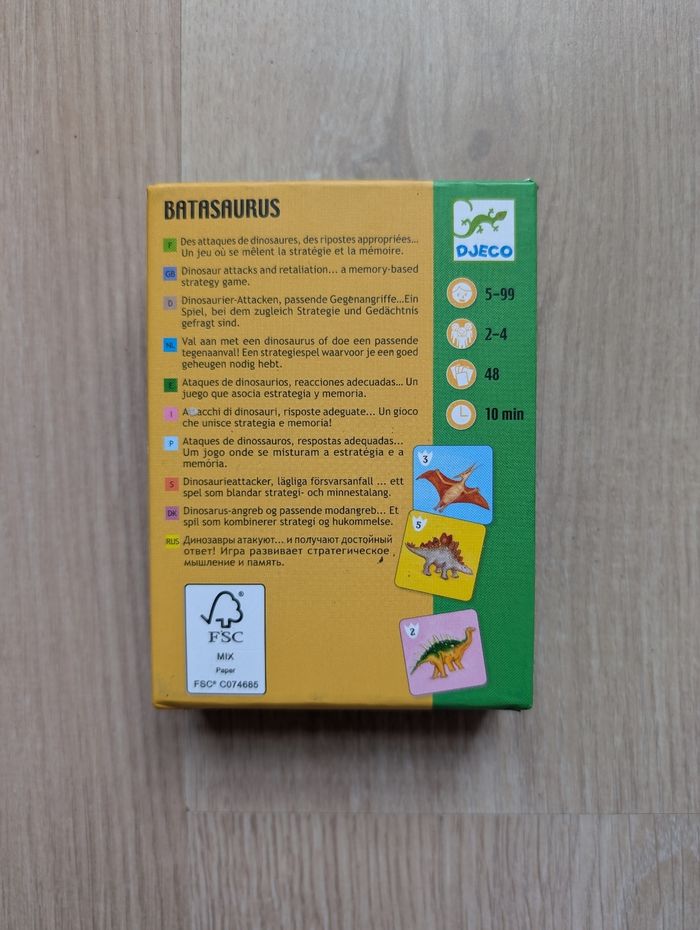 BATASAURUS
F Des attaques de dinosaures, des ripostes appropriées...
Un jeu où se mêlent la stratégie et la mémoire.
GB Dinosaur attacks and retaliation... a memory-based
strategy game.
D Dinosaurier-Attacken, passende Gegenangriffe...Ein
Spiel, bei dem zugleich Strategie und Gedächtnis
gefragt sind.
NL Val aan met een dinosaurus of doe een passende
tegenaanval! Een strategiespel waarvoor je een goed
geheugen nodig hebt.
E Ataques de dinosaurios, reacciones adecuadas... Un
juego que asocia estrategia y memoria.
I Attacchi di dinosauri, risposte adeguate... Un gioco
che unisce strategia e memoria!
P Ataques de dinossauros, respostas adequadas...
Um jogo onde se misturam a estratégia e a
memória.
S Dinosaurieattacker, lägliga försvarsanfall ... ett
spel som blandar strategi- och minnestalang.
DK Dinosarus-angreb og passende modangreb... Et
spil som kombinerer strategi og hukommelse.
RUS Динозавры атакуют... и получают достойный
ответ! Игра развивает стратегическое
мышление и память.
FSC®
MIX
Paper
FSC® C074685
DJECO
5-99
2-4
48
10 min
3
5
2